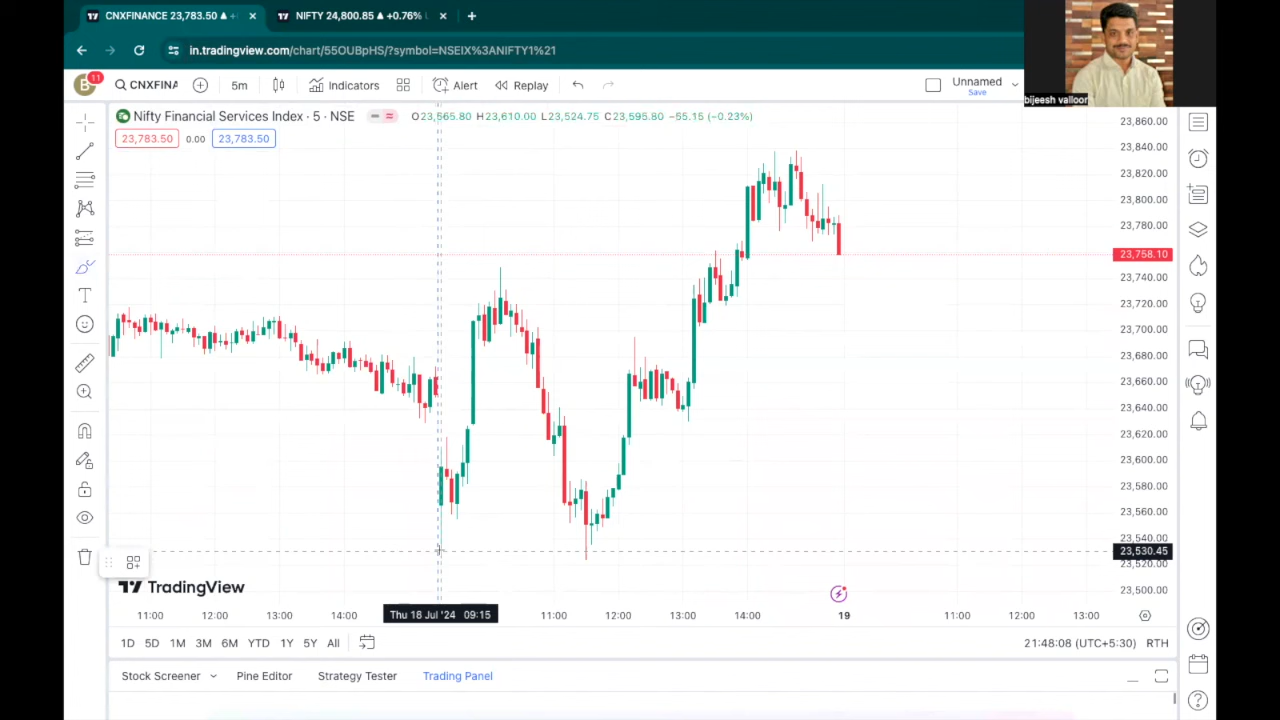 CNXFINANCE 23,783.50 ▲ +
NIFTY 24,800.85 ▲ +0.76%
in.tradingview.com/chart/55OUBpHS/?symbol=NSEIX%3ANIFTY1%21
bijeesh valloor
B 11 CNXFINA 5m Indicators Alert Replay Unnamed
Save
Nifty Financial Services Index · 5 · NSE O23,565.80 H23,610.00 L23,524.75 C23,595.80 −55.15 (−0.23%)
23,783.50 0.00 23,783.50
23,860.00
23,840.00
23,820.00
23,800.00
23,780.00
23,758.10
23,740.00
23,720.00
23,700.00
23,680.00
23,660.00
23,640.00
23,620.00
23,600.00
23,580.00
23,560.00
23,540.00
23,530.45
23,520.00
23,500.00
TradingView
11:00 12:00 13:00 14:00 Thu 18 Jul '24 09:15 11:00 12:00 13:00 14:00 19 11:00 12:00 13:00
1D 5D 1M 3M 6M YTD 1Y 5Y All 21:48:08 (UTC+5:30) RTH
Stock Screener Pine Editor Strategy Tester Trading Panel